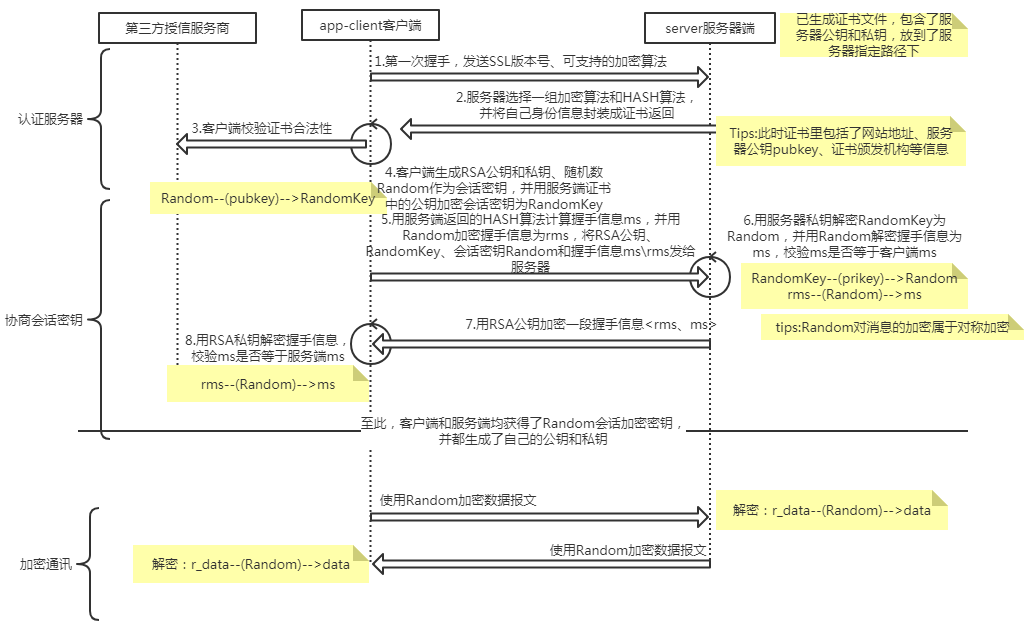 第三方授信服务商
app-client客户端
server服务器端
已生成证书文件，包含了服
务器公钥和私钥，放到了服
务器指定路径下
1.第一次握手，发送SSL版本号、可支持的加密算法
认证服务器
2.服务器选择一组加密算法和HASH算法，
并将自己身份信息封装成证书返回
3.客户端校验证书合法性
Tips:此时证书里包括了网站地址、服务
器公钥pubkey、证书颁发机构等信息
4.客户端生成RSA公钥和私钥、随机数
Random作为会话密钥，并用服务端证书
中的公钥加密会话密钥为RandomKey
Random--(pubkey)-->RandomKey
5.用服务端返回的HASH算法计算握手信息ms，并用
Random加密握手信息为rms，将RSA公钥、
RandomKey、会话密钥Random和握手信息ms\rms发给
服务器
6.用服务器私钥解密RandomKey为
Random，并用Random解密握手信息为
ms，校验ms是否等于客户端ms
RandomKey--(prikey)-->Random
rms--(Random)-->ms
协商会话密钥
7.用RSA公钥加密一段握手信息<rms、ms>
tips:Random对消息的加密属于对称加密
8.用RSA私钥解密握手信息，
校验ms是否等于服务端ms
rms--(Random)-->ms
至此，客户端和服务端均获得了Random会话加密密钥，
并都生成了自己的公钥和私钥
使用Random加密数据报文
解密：r_data--(Random)-->data
加密通讯
使用Random加密数据报文
解密：r_data--(Random)-->data